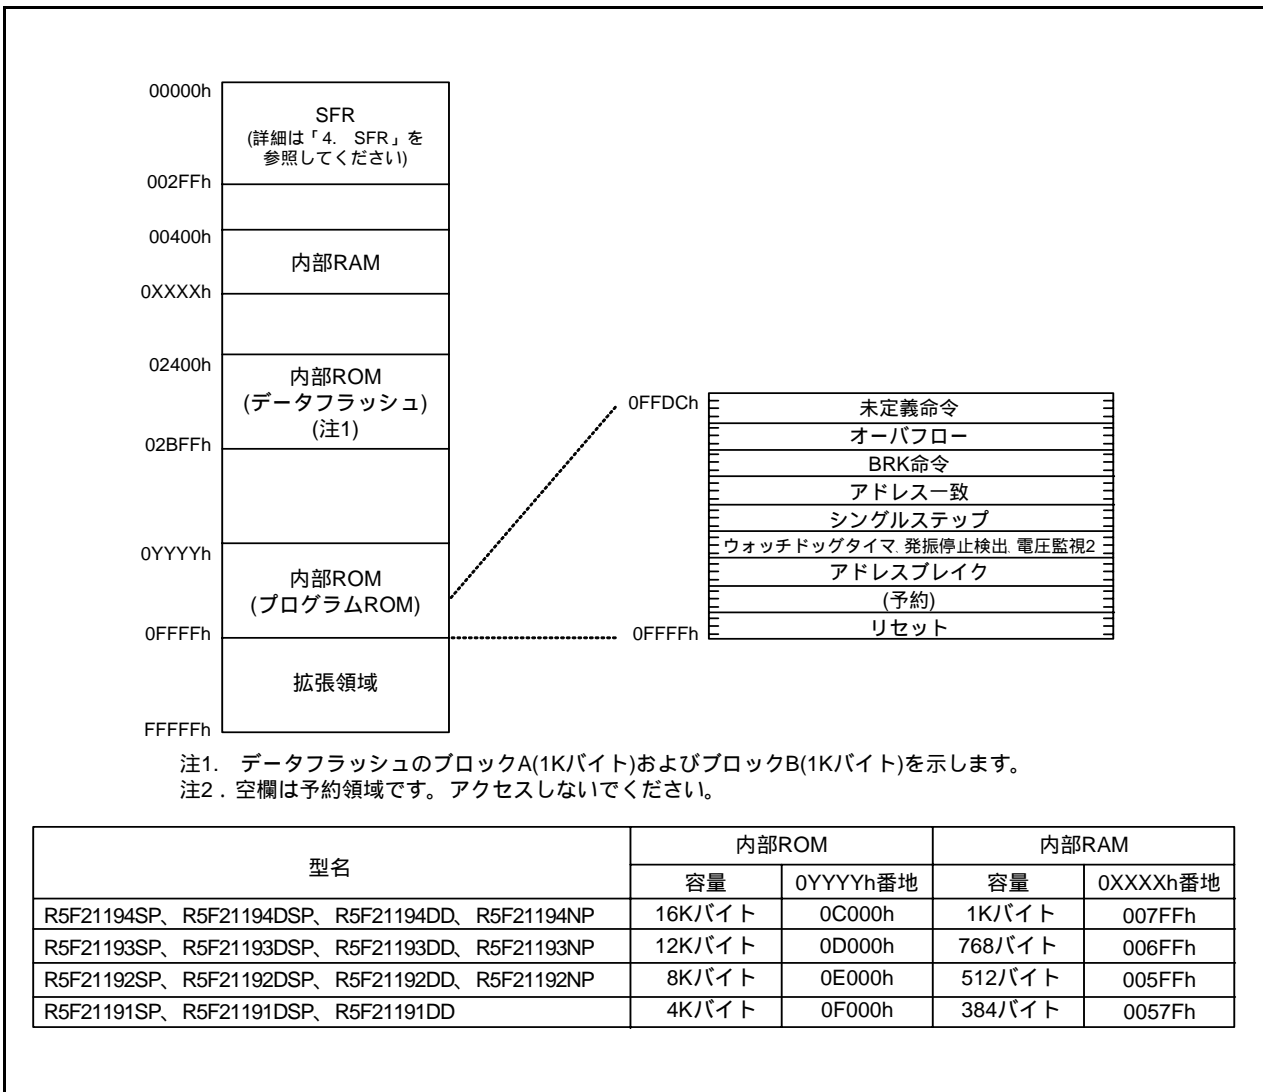 00000h
SFR
(詳細は「4. SFR」を
参照してください)
002FFh
00400h
内部RAM
0XXXXh
02400h
内部ROM
(データフラッシュ)
(注1)
02BFFh
0YYYYh
内部ROM
(プログラムROM)
0FFFFh
拡張領域
FFFFFh
0FFDCh
未定義命令
オーバフロー
BRK命令
アドレス一致
シングルステップ
ウォッチドッグタイマ、発振停止検出、電圧監視2
アドレスブレイク
(予約)
リセット
0FFFFh
注1. データフラッシュのブロックA(1Kバイト)およびブロックB(1Kバイト)を示します。
注2．空欄は予約領域です。アクセスしないでください。
型名 内部ROM 内部RAM
容量 0YYYYh番地 容量 0XXXXh番地
R5F21194SP、R5F21194DSP、R5F21194DD、R5F21194NP 16Kバイト 0C000h 1Kバイト 007FFh
R5F21193SP、R5F21193DSP、R5F21193DD、R5F21193NP 12Kバイト 0D000h 768バイト 006FFh
R5F21192SP、R5F21192DSP、R5F21192DD、R5F21192NP 8Kバイト 0E000h 512バイト 005FFh
R5F21191SP、R5F21191DSP、R5F21191DD 4Kバイト 0F000h 384バイト 0057Fh